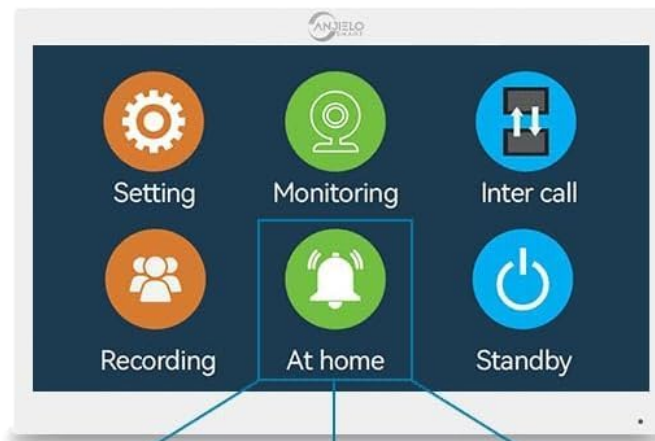 ANJIELO
SMART
Setting
Monitoring
Inter call
Recording
At home
Standby